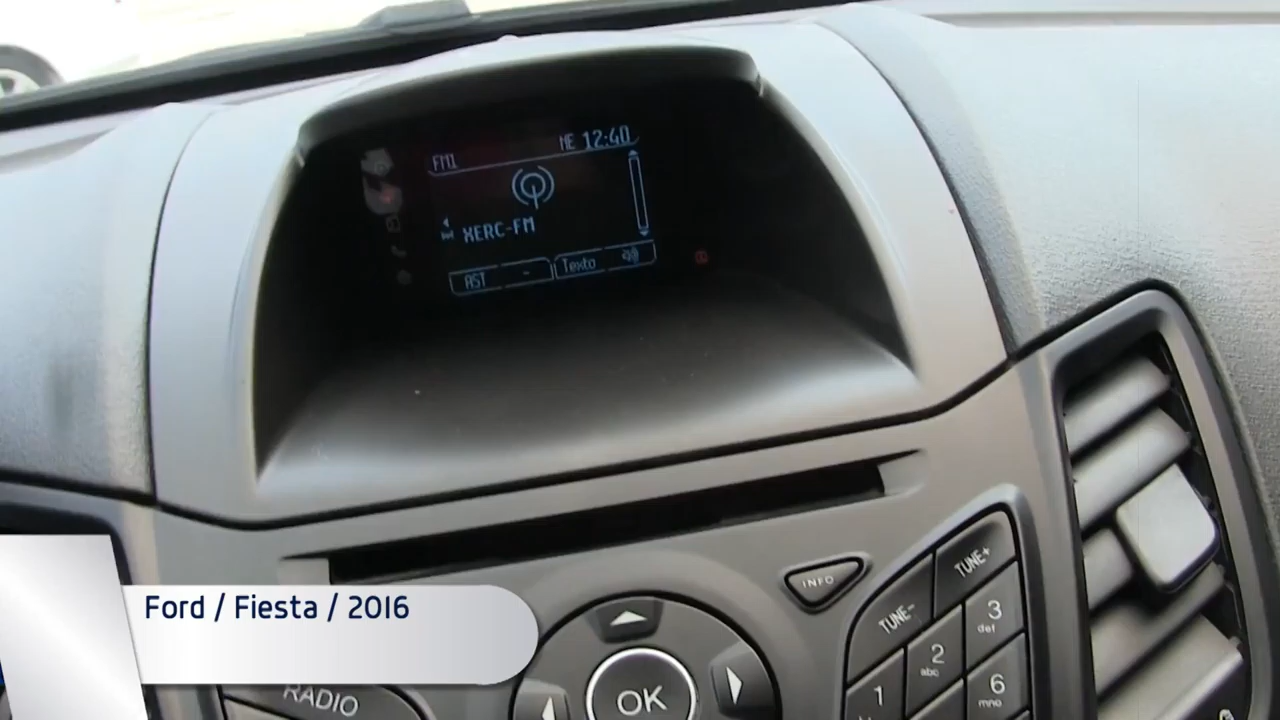 FM1
ME 12:40
XERC-FM
AST
-
Texto
INFO
TUNE+
TUNE-
3
def
2
abc
1
6
mno
OK
RADIO
Ford / Fiesta / 2016